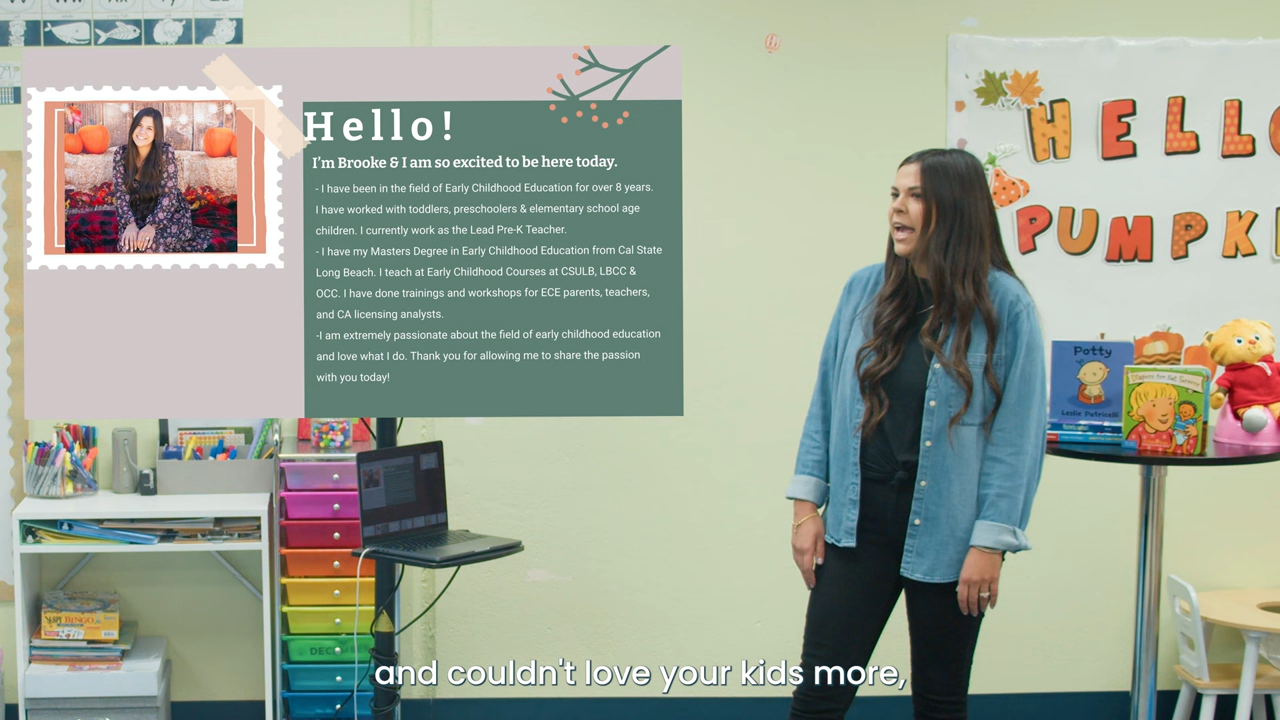 Hello!
I'm Brooke & I am so excited to be here today.
- I have been in the field of Early Childhood Education for over 8 years.
I have worked with toddlers, preschoolers & elementary school age
children. I currently work as the Lead Pre-K Teacher.
- I have my Masters Degree in Early Childhood Education from Cal State
Long Beach. I teach at Early Childhood Courses at CSULB, LBCC &
OCC. I have done trainings and workshops for ECE parents, teachers,
and CA licensing analysts.
-I am extremely passionate about the field of early childhood education
and love what I do. Thank you for allowing me to share the passion
with you today!
HELLO
PUMPKI
Potty
Leslie Patricelli
BINGO
DEC
and couldn't love your kids more,